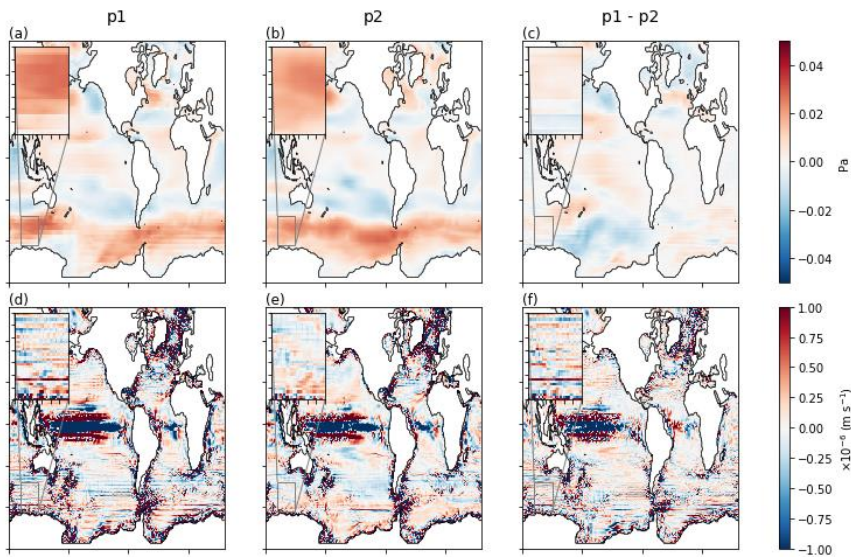 p1
p2
p1 - p2
(a)
(b)
(c)
0.04
0.02
0.00
−0.02
−0.04
Pa
(d)
(e)
(f)
1.00
0.75
0.50
0.25
0.00
−0.25
−0.50
−0.75
−1.00
×10⁻⁶ (m s⁻¹)